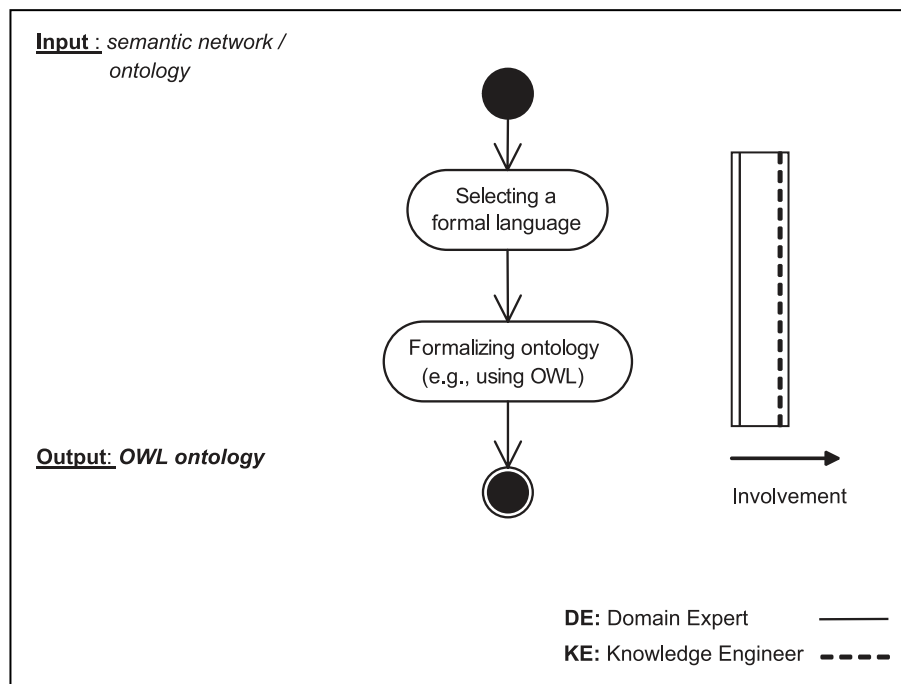 Input : semantic network /
ontology
Selecting a
formal language
Formalizing ontology
(e.g., using OWL)
Output: OWL ontology
Involvement
DE: Domain Expert
KE: Knowledge Engineer